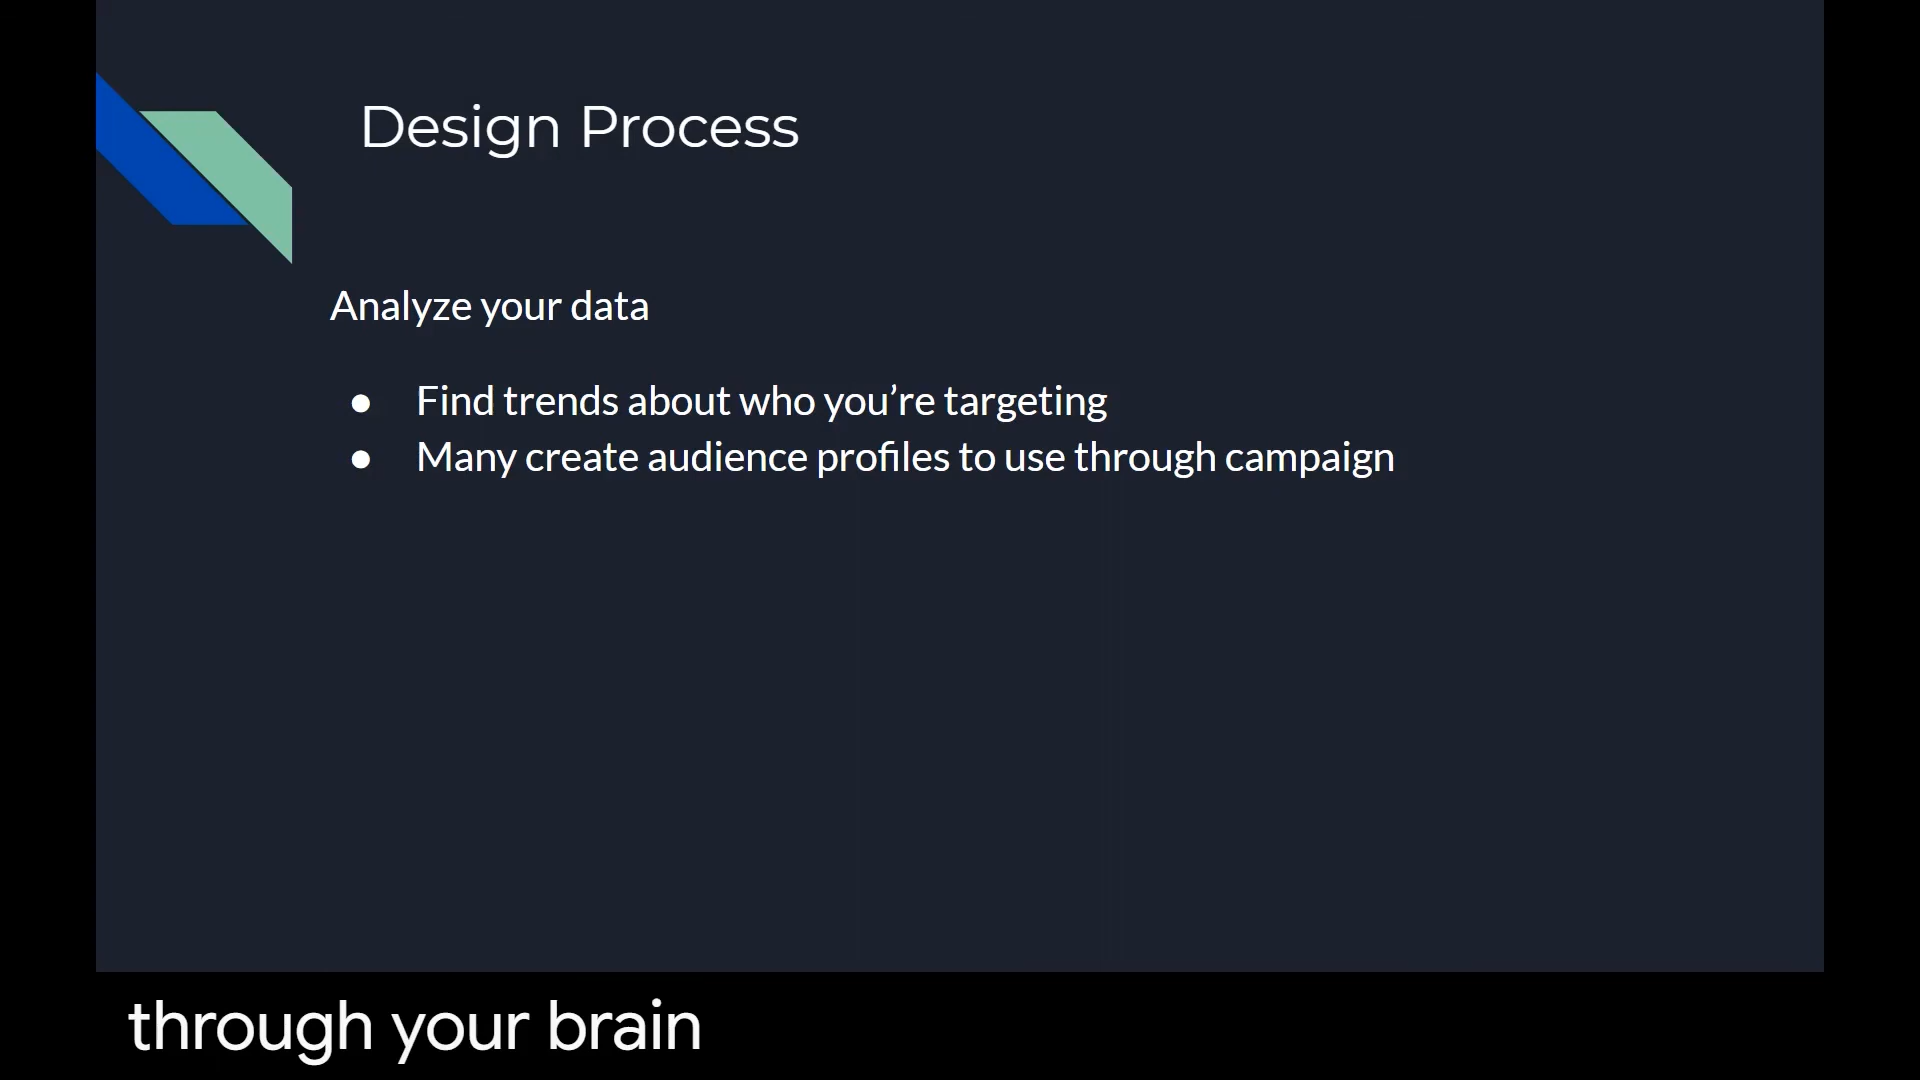 Design Process
Analyze your data
● Find trends about who you’re targeting
● Many create audience profiles to use through campaign
through your brain